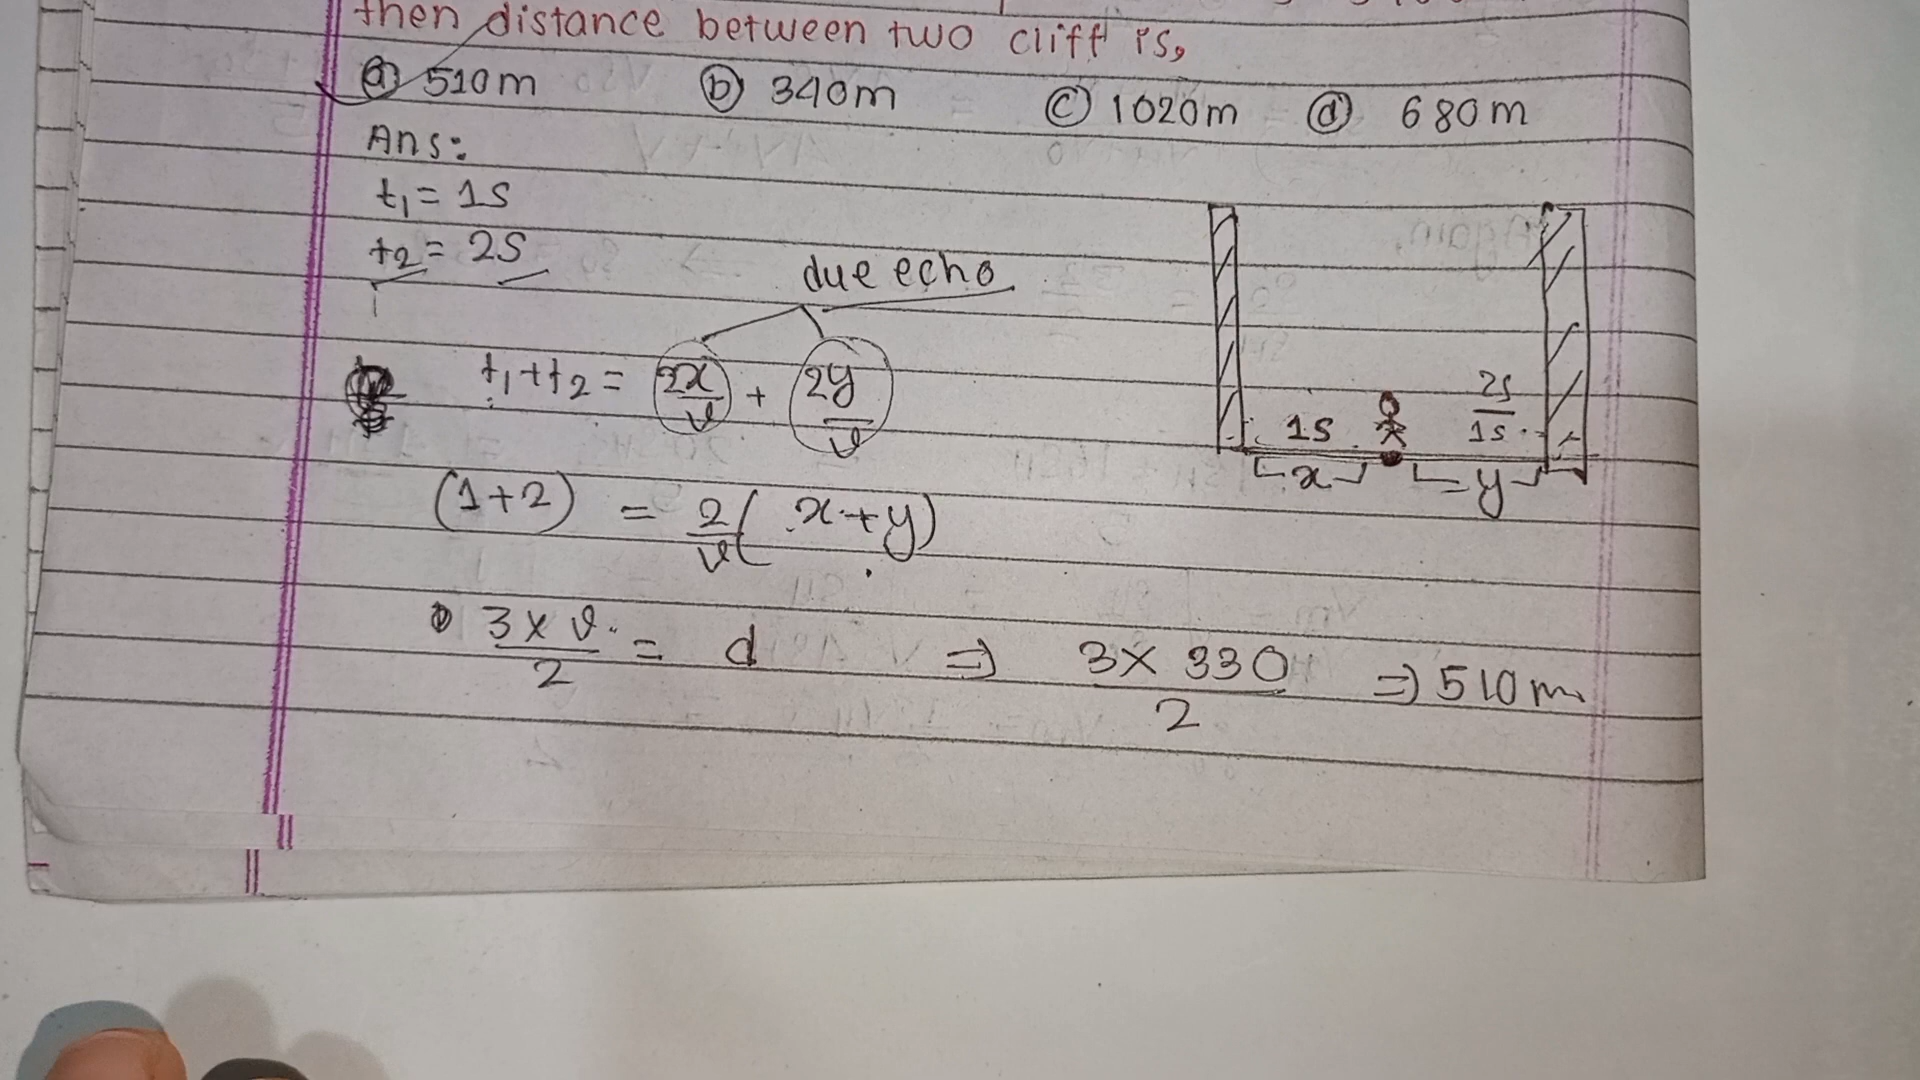 then distance between two cliff is,
(a) 510m (b) 340m (c) 1020m (d) 680m
Ans:
t₁ = 1s
t2 = 2s
due echo
t₁+t2 = 2x/v + 2y/v
1s 2s/1s
x y
(1+2) = 2/v( x+y)
3×v/2 = d ⇒ 3× 330/2 ⇒ 510m